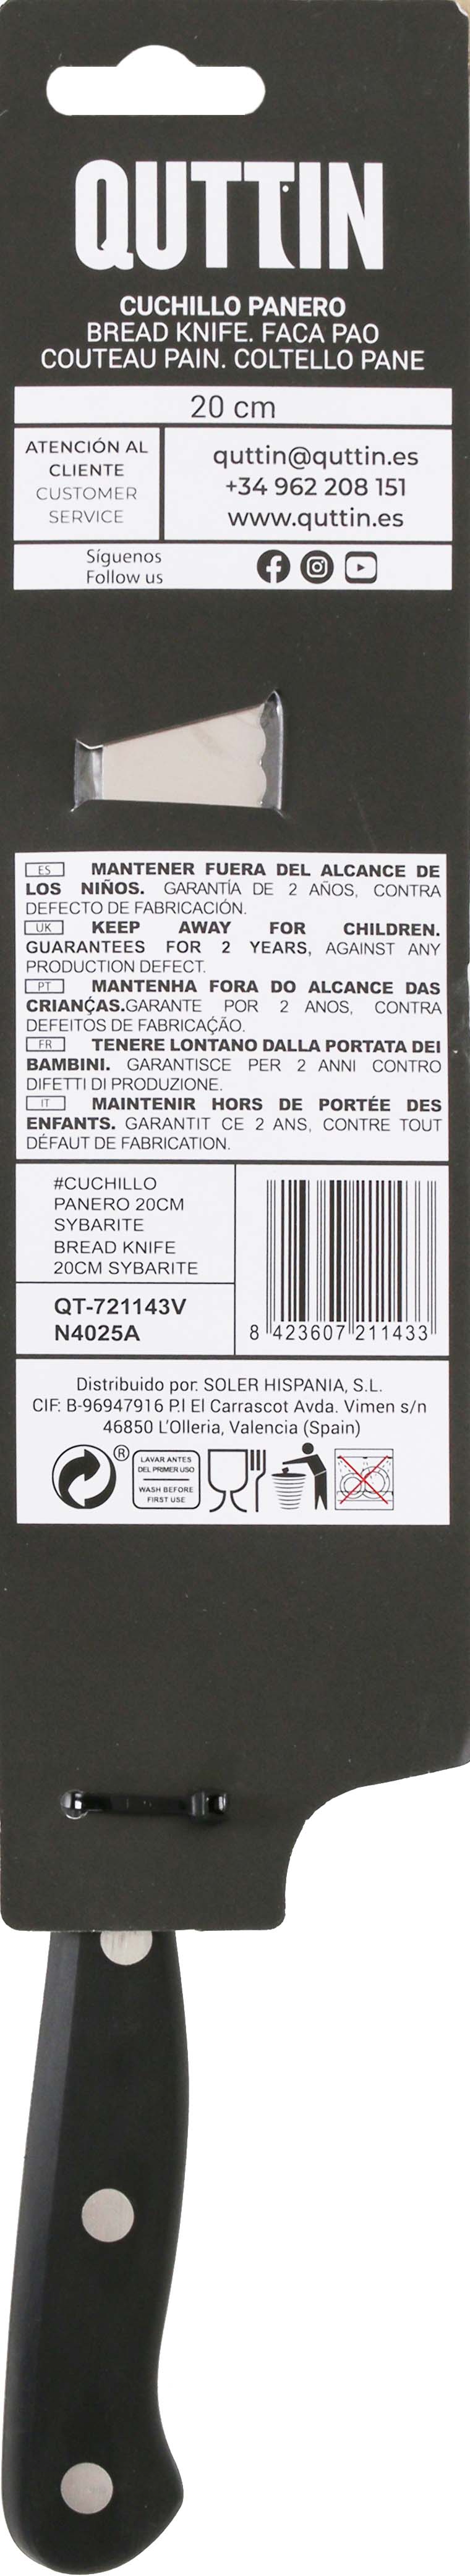 QUTTIN
CUCHILLO PANERO
BREAD KNIFE. FACA PAO
COUTEAU PAIN. COLTELLO PANE
20 cm
ATENCIÓN AL
CLIENTE
CUSTOMER
SERVICE
quttin@quttin.es
+34 962 208 151
www.quttin.es
Síguenos
Follow us
ES MANTENER FUERA DEL ALCANCE DE
LOS NIÑOS. GARANTÍA DE 2 AÑOS, CONTRA
DEFECTO DE FABRICACIÓN.
UK KEEP AWAY FOR CHILDREN.
GUARANTEES FOR 2 YEARS, AGAINST ANY
PRODUCTION DEFECT.
PT MANTENHA FORA DO ALCANCE DAS
CRIANÇAS.GARANTE POR 2 ANOS, CONTRA
DEFEITOS DE FABRICAÇÃO.
FR TENERE LONTANO DALLA PORTATA DEI
BAMBINI. GARANTISCE PER 2 ANNI CONTRO
DIFETTI DI PRODUZIONE.
IT MAINTENIR HORS DE PORTÉE DES
ENFANTS. GARANTIT CE 2 ANS, CONTRE TOUT
DÉFAUT DE FABRICATION.
#CUCHILLO
PANERO 20CM
SYBARITE
BREAD KNIFE
20CM SYBARITE
QT-721143V
N4025A
8 423607 211433
Distribuido por: SOLER HISPANIA, S.L.
CIF: B-96947916 P.I El Carrascot Avda. Vimen s/n
46850 L'Olleria, Valencia (Spain)
®
LAVAR ANTES
DEL PRIMER USO
WASH BEFORE
FIRST USE